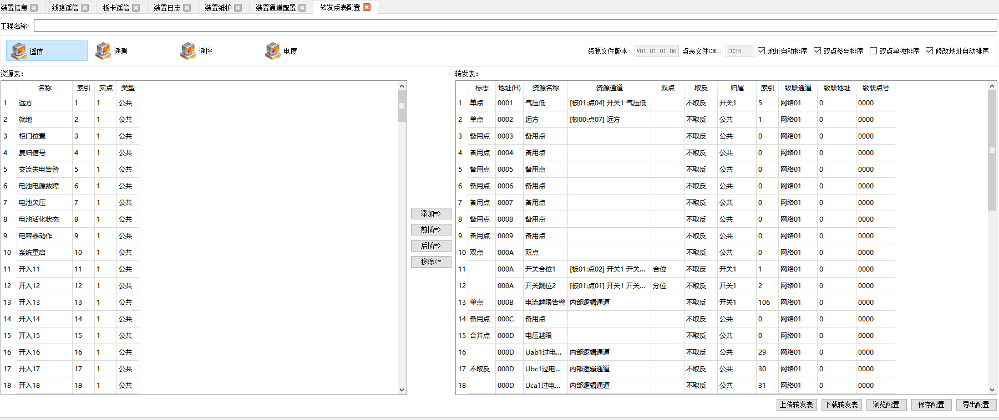 装置信息 线路遥信 板卡遥信 装置日志 装置维护 装置通道配置 转发点表配置
工程名称:
遥信 遥测 遥控 电度 资源文件版本: V01.01.01.06 点表文件CRC: CC38 地址自动排序 双点参与排序 双点单独排序 修改地址自动排序
资源表:
名称 索引 实点 类型
1 远方 1 1 公共
2 就地 2 1 公共
3 柜门位置 3 1 公共
4 复归信号 4 1 公共
5 交流失电告警 5 1 公共
6 电池电源故障 6 1 公共
7 电池欠压 7 1 公共
8 电池活化状态 8 1 公共
9 电容器动作 9 1 公共
10 系统重启 10 1 公共
11 开入11 11 1 公共
12 开入12 12 1 公共
13 开入13 13 1 公共
14 开入14 14 1 公共
15 开入15 15 1 公共
16 开入16 16 1 公共
17 开入17 17 1 公共
18 开入18 18 1 公共
添加=>
前插=>
后插=>
移除<=
转发表:
标志 地址(H) 资源名称 资源通道 双点 取反 归属 索引 级联通道 级联地址 级联点号
1 单点 0001 气压低 [板01:点04] 开关1 气压低 不取反 开关1 5 网络01 0 0000
2 单点 0002 远方 [板00:点07] 远方 不取反 公共 1 网络01 0 0000
3 备用点 0003 备用点 不取反 公共 0 网络01 0 0000
4 备用点 0004 备用点 不取反 公共 0 网络01 0 0000
5 备用点 0005 备用点 不取反 公共 0 网络01 0 0000
6 备用点 0006 备用点 不取反 公共 0 网络01 0 0000
7 备用点 0007 备用点 不取反 公共 0 网络01 0 0000
8 备用点 0008 备用点 不取反 公共 0 网络01 0 0000
9 备用点 0009 备用点 不取反 公共 0 网络01 0 0000
10 双点 000A 双点 不取反 公共 0 网络01 0 0000
11 000A 开关合位1 [板01:点02] 开关1 开关... 合位 不取反 开关1 1 网络01 0 0000
12 000A 开关跳位2 [板01:点01] 开关1 开关... 分位 不取反 开关1 2 网络01 0 0000
13 单点 000B 电流越限告警 内部逻辑通道 不取反 开关1 106 网络01 0 0000
14 备用点 000C 备用点 不取反 公共 0 网络01 0 0000
15 合并点 000D 电压越限 不取反 公共 0 网络01 0 0000
16 000D Uab1过电... 内部逻辑通道 不取反 公共 29 网络01 0 0000
17 不取反 000D Ubc1过电... 内部逻辑通道 不取反 公共 30 网络01 0 0000
18 000D Uca1过电... 内部逻辑通道 不取反 公共 31 网络01 0 0000
上传转发表 下载转发表 浏览配置 保存配置 导出配置